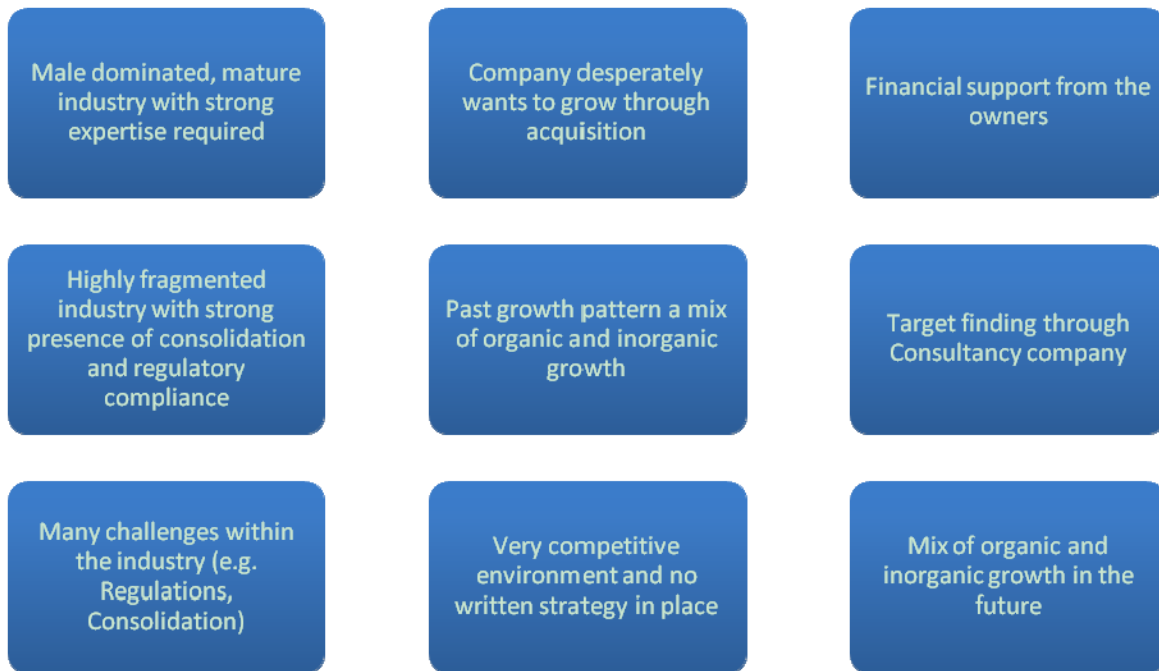 Male dominated, mature
industry with strong
expertise required
Company desperately
wants to grow through
acquisition
Financial support from the
owners
Highly fragmented
industry with strong
presence of consolidation
and regulatory
compliance
Past growth pattern a mix
of organic and inorganic
growth
Target finding through
Consultancy company
Many challenges within
the industry (e.g.
Regulations,
Consolidation)
Very competitive
environment and no
written strategy in place
Mix of organic and
inorganic growth in the
future